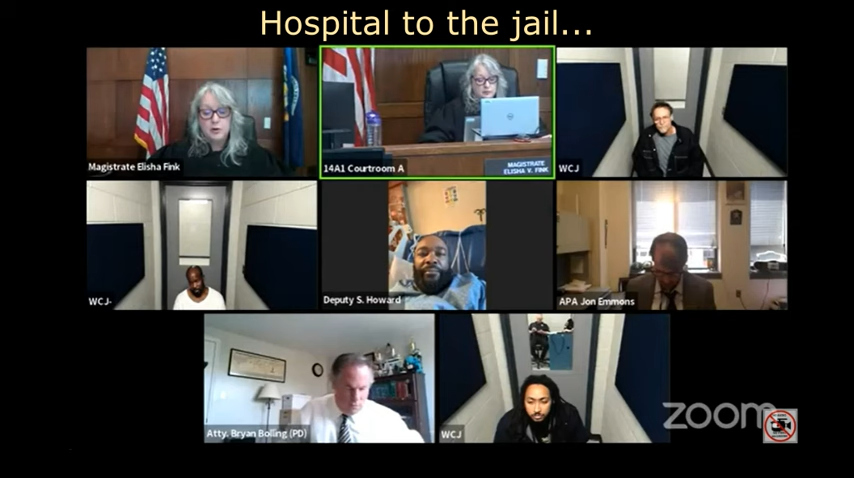 Hospital to the jail...
Magistrate Elisha Fink
14A1 Courtroom A
MAGISTRATE
ELISHA V. FINK
WCJ
WCJ-
Deputy S. Howard
APA Jon Emmons
Atty. Bryan Bolling (PD)
WCJ
zoom